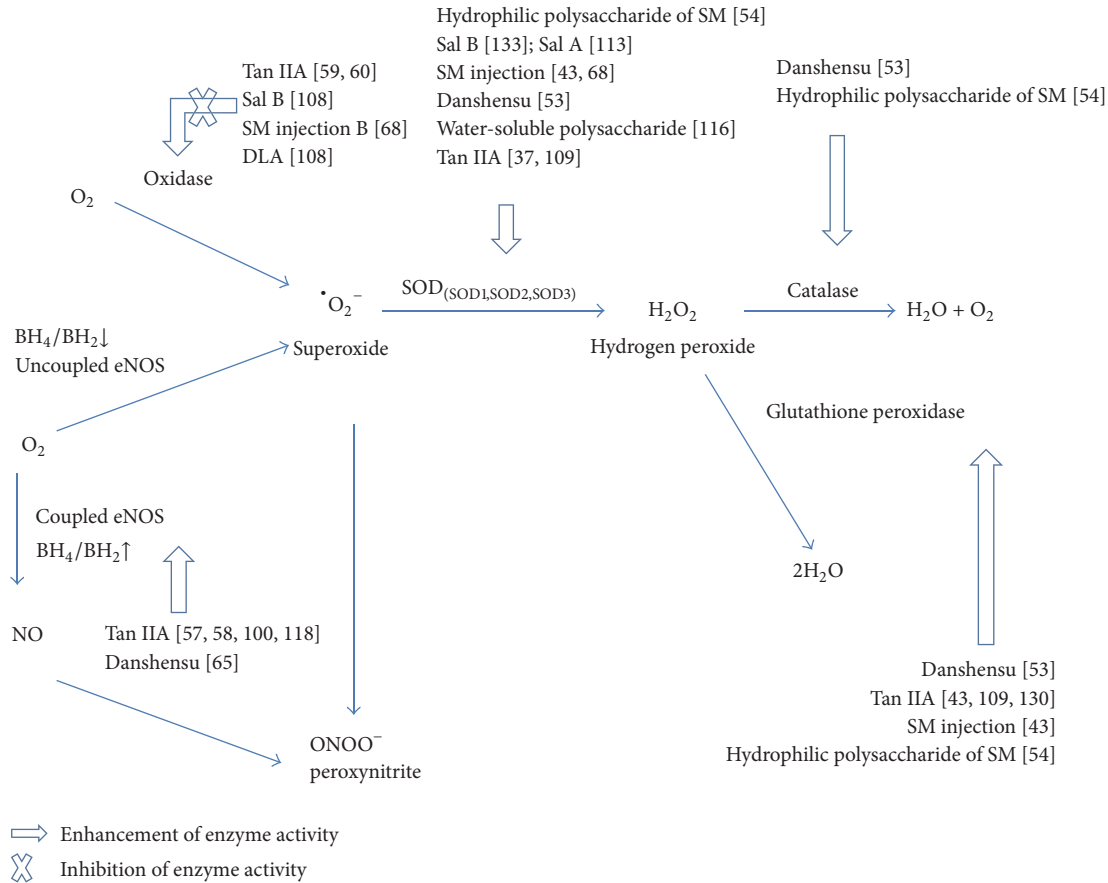 Hydrophilic polysaccharide of SM [54]
Sal B [133]; Sal A [113]
SM injection [43, 68]
Danshensu [53]
Water-soluble polysaccharide [116]
Tan IIA [37, 109]
Tan IIA [59, 60]
Sal B [108]
SM injection B [68]
DLA [108]
Danshensu [53]
Hydrophilic polysaccharide of SM [54]
Oxidase
O₂
•O₂⁻
Superoxide
SOD(SOD1,SOD2,SOD3)
H₂O₂
Hydrogen peroxide
Catalase
H₂O + O₂
BH₄/BH₂↓
Uncoupled eNOS
Glutathione peroxidase
O₂
Coupled eNOS
BH₄/BH₂↑
2H₂O
NO
Tan IIA [57, 58, 100, 118]
Danshensu [65]
Danshensu [53]
Tan IIA [43, 109, 130]
SM injection [43]
Hydrophilic polysaccharide of SM [54]
ONOO⁻
peroxynitrite
Enhancement of enzyme activity
Inhibition of enzyme activity